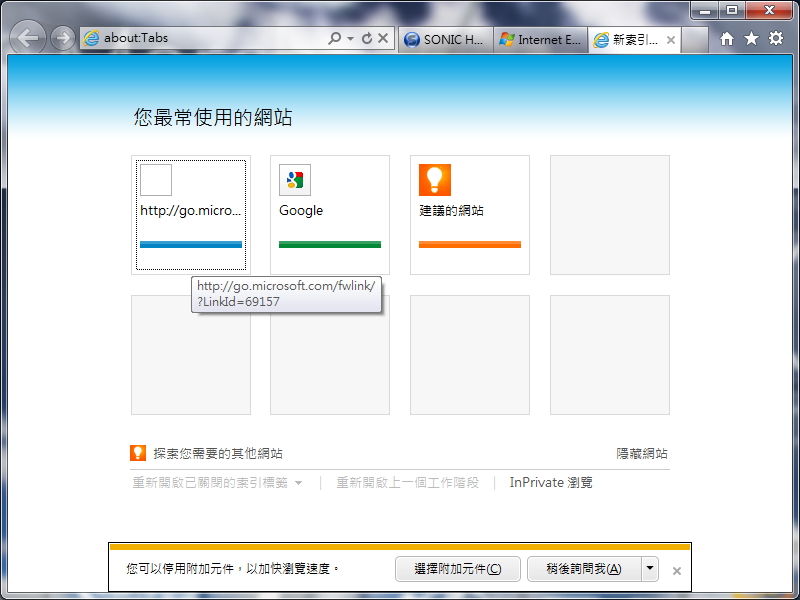 about:Tabs
SONIC H...
Internet E...
新索引...
您最常使用的網站
http://go.micro...
Google
建議的網站
http://go.microsoft.com/fwlink/
?LinkId=69157
探索您需要的其他網站
隱藏網站
重新開啟已關閉的索引標籤
重新開啟上一個工作階段
InPrivate 瀏覽
您可以停用附加元件，以加快瀏覽速度。
選擇附加元件(C)
稍後詢問我(A)